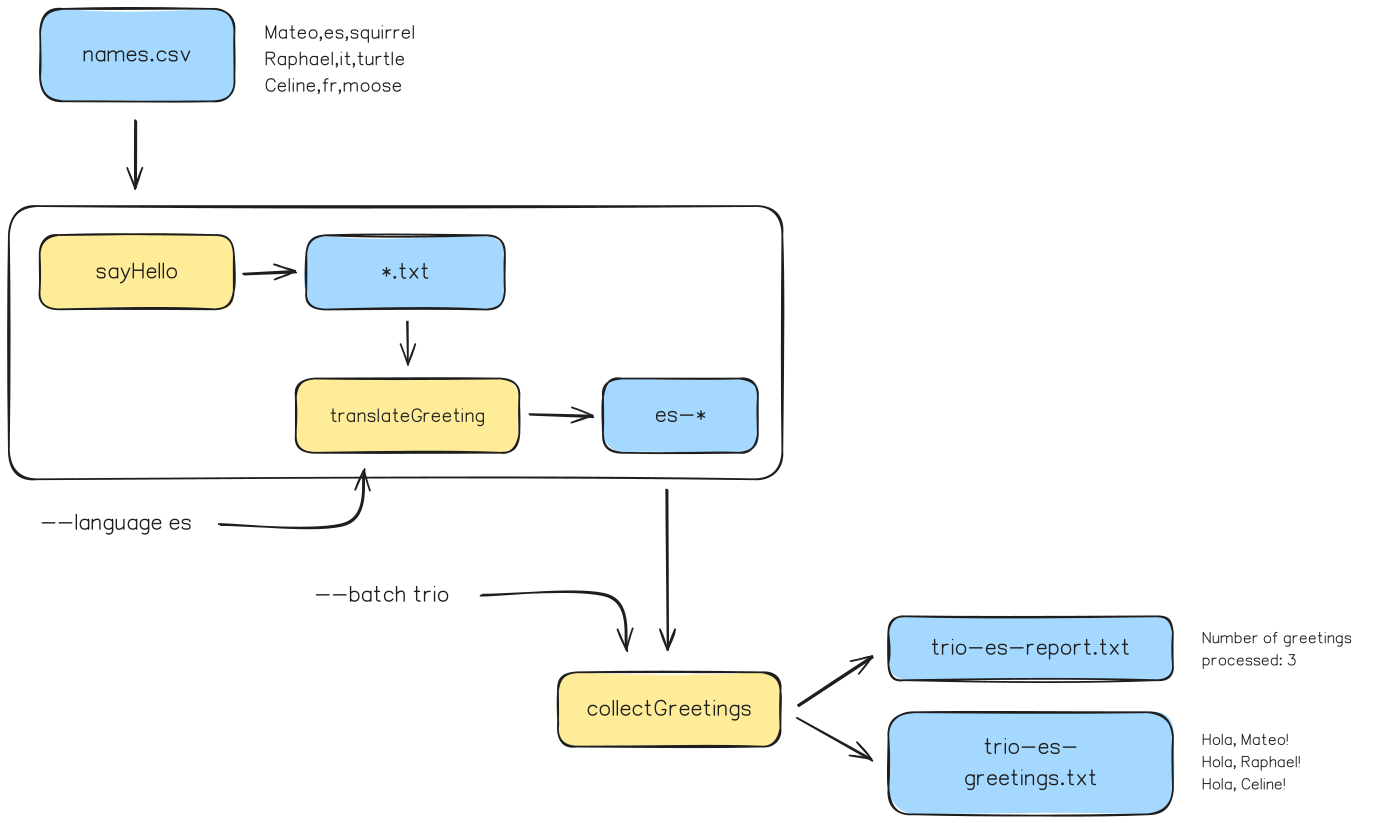 names.csv
Mateo,es,squirrel
Raphael,it,turtle
Celine,fr,moose
sayHello
*.txt
translateGreeting
es-*
--language es
--batch trio
collectGreetings
trio-es-report.txt
Number of greetings
processed: 3
trio-es-
greetings.txt
Hola, Mateo!
Hola, Raphael!
Hola, Celine!